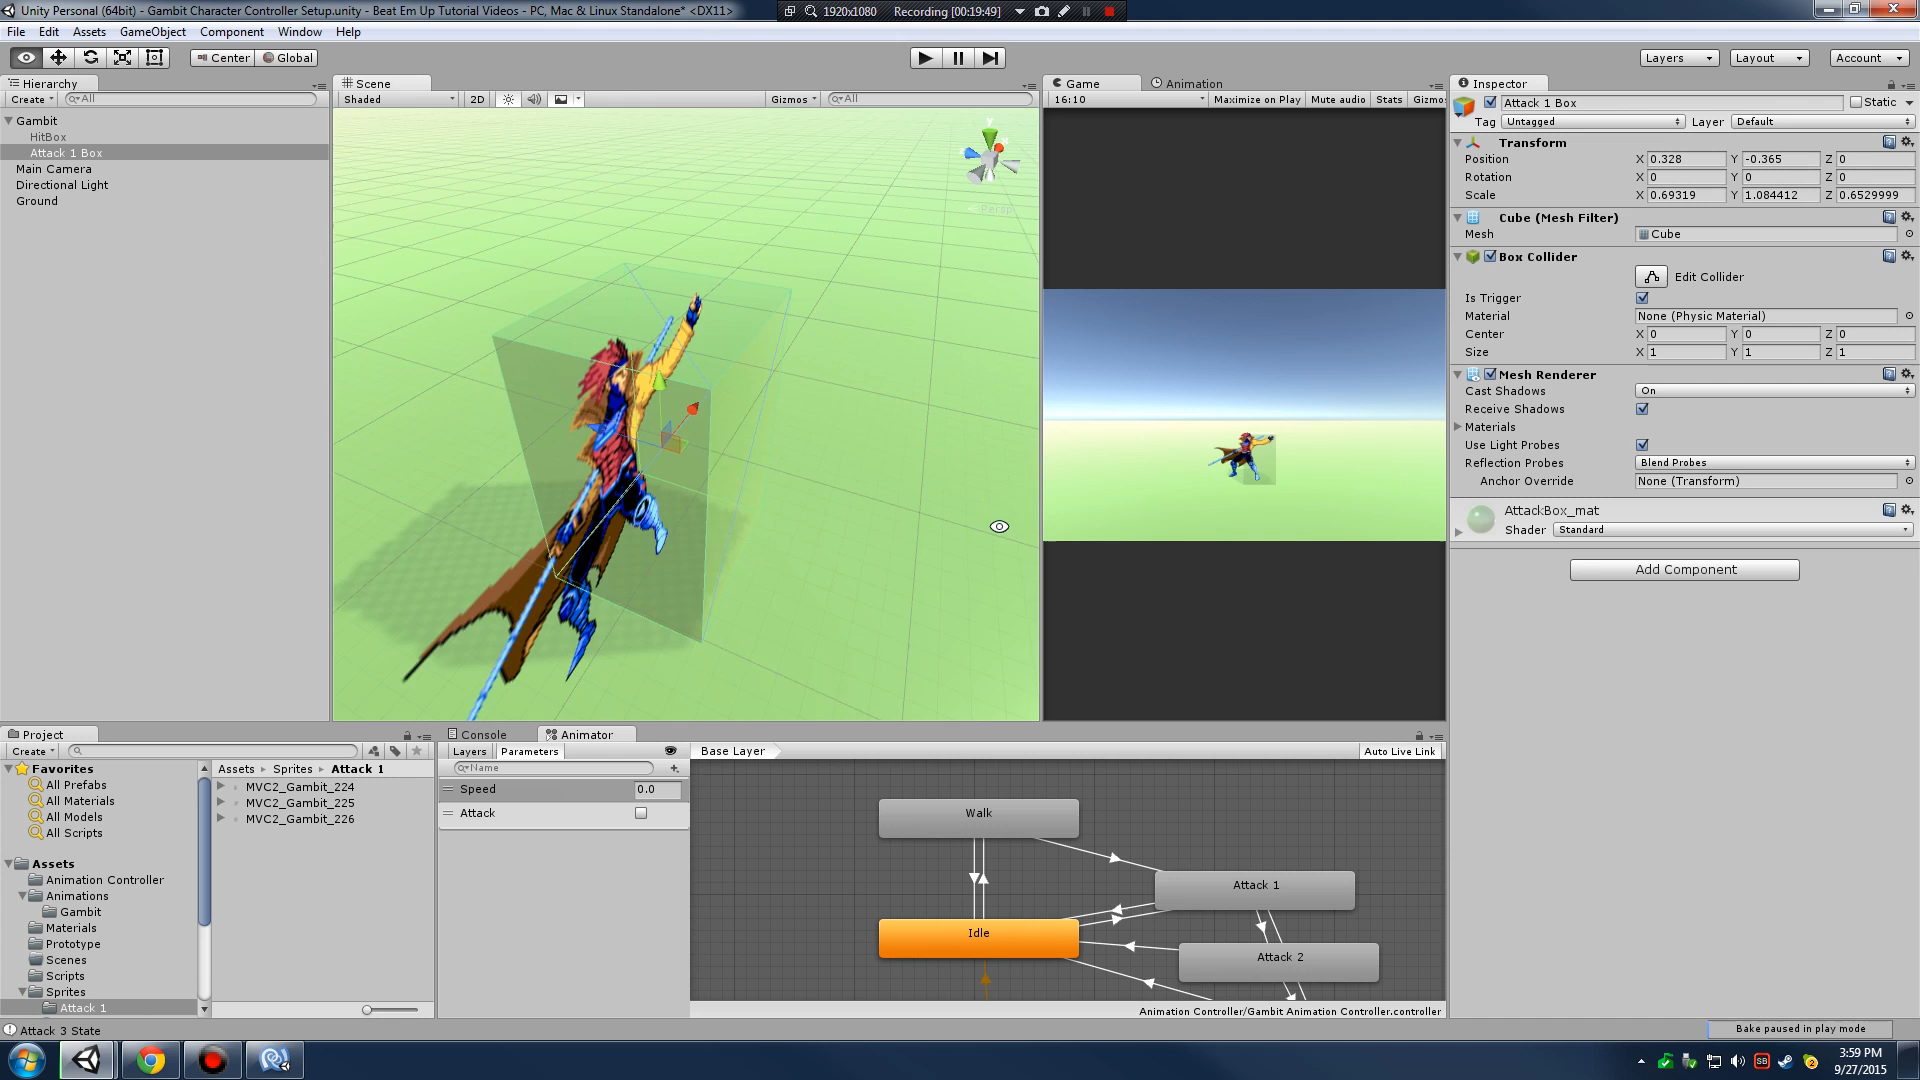 Unity Personal (64bit) - Gambit Character Controller Setup.unity - Beat Em Up Tutorial Videos - PC, Mac & Linux Standalone* <DX11>
1920x1080 Recording [00:19:49]
File Edit Assets GameObject Component Window Help
Center Global
Layers Layout Account
Hierarchy
Create All
Gambit
HitBox
Attack 1 Box
Main Camera
Directional Light
Ground
Scene
Shaded 2D Gizmos All
y
Persp
Game Animation
16:10 Maximize on Play Mute audio Stats Gizmos
Inspector
Attack 1 Box Static
Tag Untagged Layer Default
Transform
Position X 0.328 Y -0.365 Z 0
Rotation X 0 Y 0 Z 0
Scale X 0.69319 Y 1.084412 Z 0.6529999
Cube (Mesh Filter)
Mesh Cube
Box Collider
Edit Collider
Is Trigger
Material None (Physic Material)
Center X 0 Y 0 Z 0
Size X 1 Y 1 Z 1
Mesh Renderer
Cast Shadows On
Receive Shadows
Materials
Use Light Probes
Reflection Probes Blend Probes
Anchor Override None (Transform)
AttackBox_mat
Shader Standard
Add Component
Project
Create
Favorites
All Prefabs
All Materials
All Models
All Scripts
Assets
Animation Controller
Animations
Gambit
Materials
Prototype
Scenes
Scripts
Sprites
Attack 1
Assets Sprites Attack 1
MVC2_Gambit_224
MVC2_Gambit_225
MVC2_Gambit_226
Console Animator
Layers Parameters
Name
Speed 0.0
Attack
Base Layer Auto Live Link
Walk
Attack 1
Idle
Attack 2
Animation Controller/Gambit Animation Controller.controller
Attack 3 State
Bake paused in play mode
SB
2
3:59 PM
9/27/2015